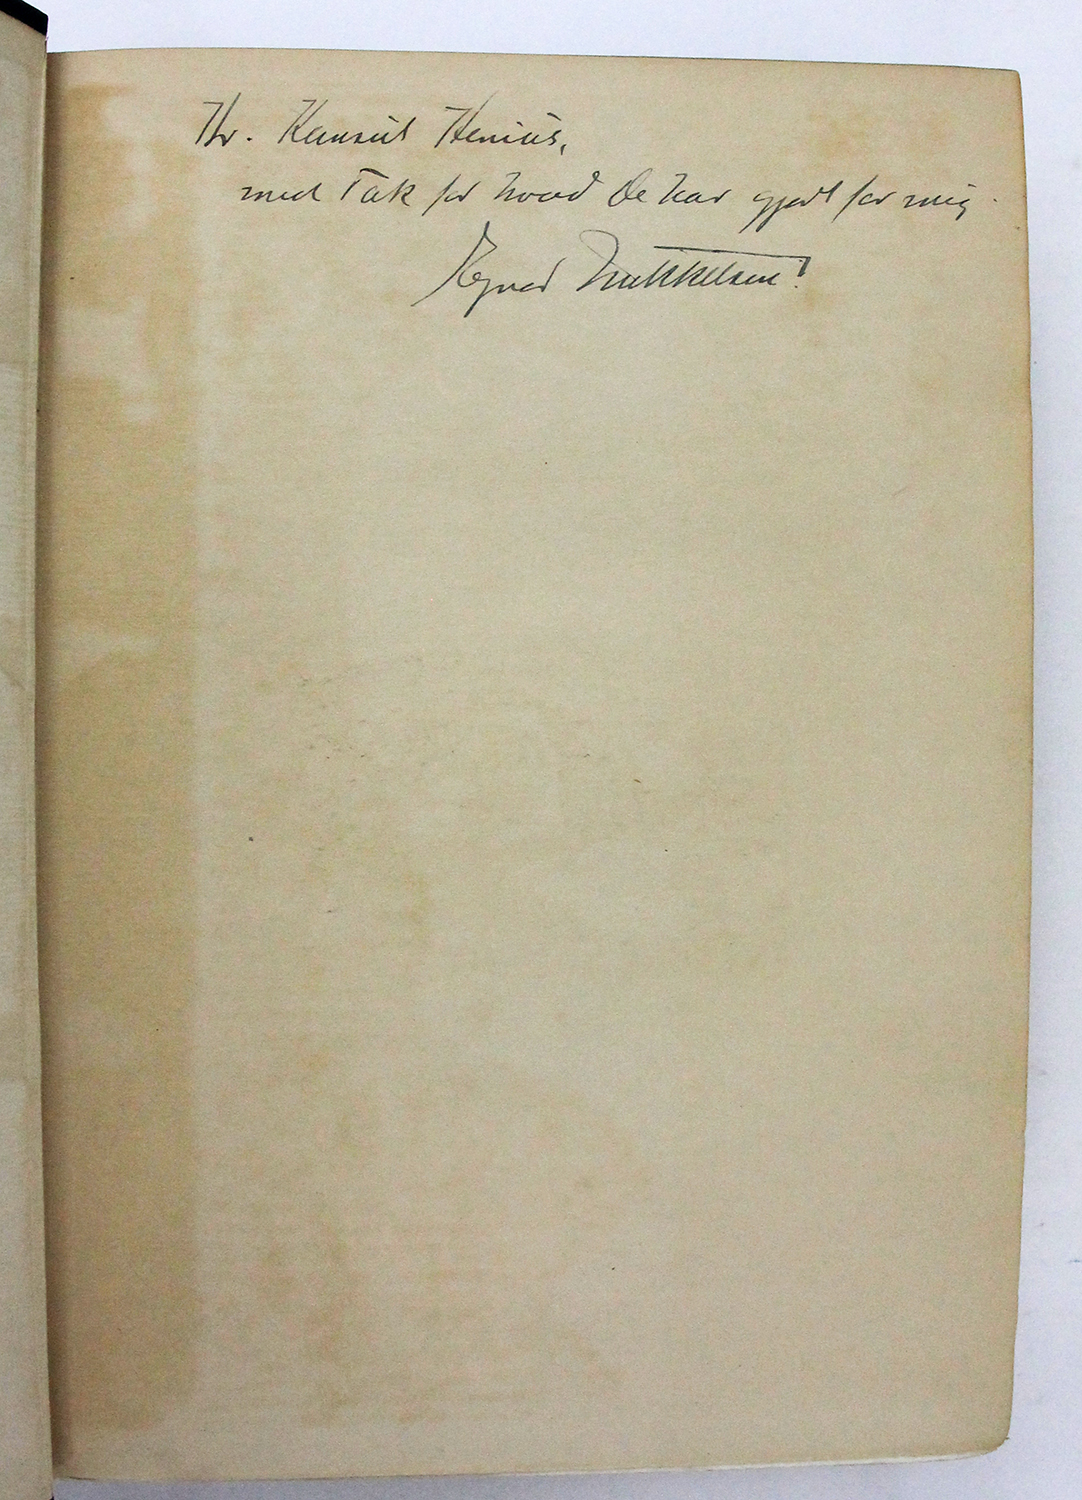 Hr. Konsul Henius,
med Tak for hvad De har gjort for mig.
Ejnar Mikkelsen!